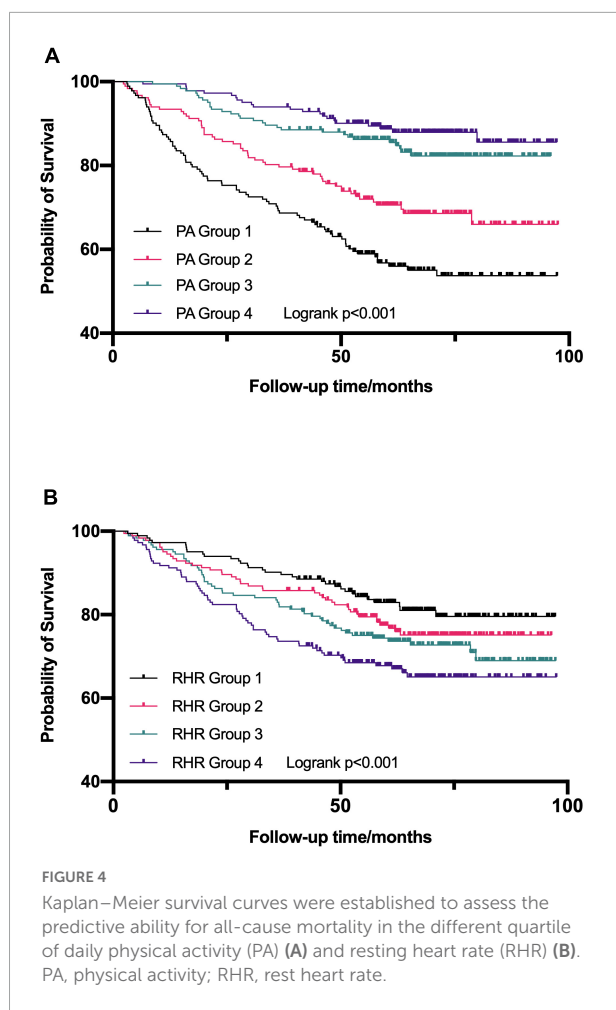 A
100
80
60
40
Probability of Survival
PA Group 1
PA Group 2
PA Group 3
PA Group 4 Logrank p<0.001
0 50 100
Follow-up time/months
B
100
80
60
40
Probability of Survival
RHR Group 1
RHR Group 2
RHR Group 3
RHR Group 4 Logrank p<0.001
0 50 100
Follow-up time/months
FIGURE 4
Kaplan–Meier survival curves were established to assess the
predictive ability for all-cause mortality in the different quartile
of daily physical activity (PA) (A) and resting heart rate (RHR) (B).
PA, physical activity; RHR, rest heart rate.